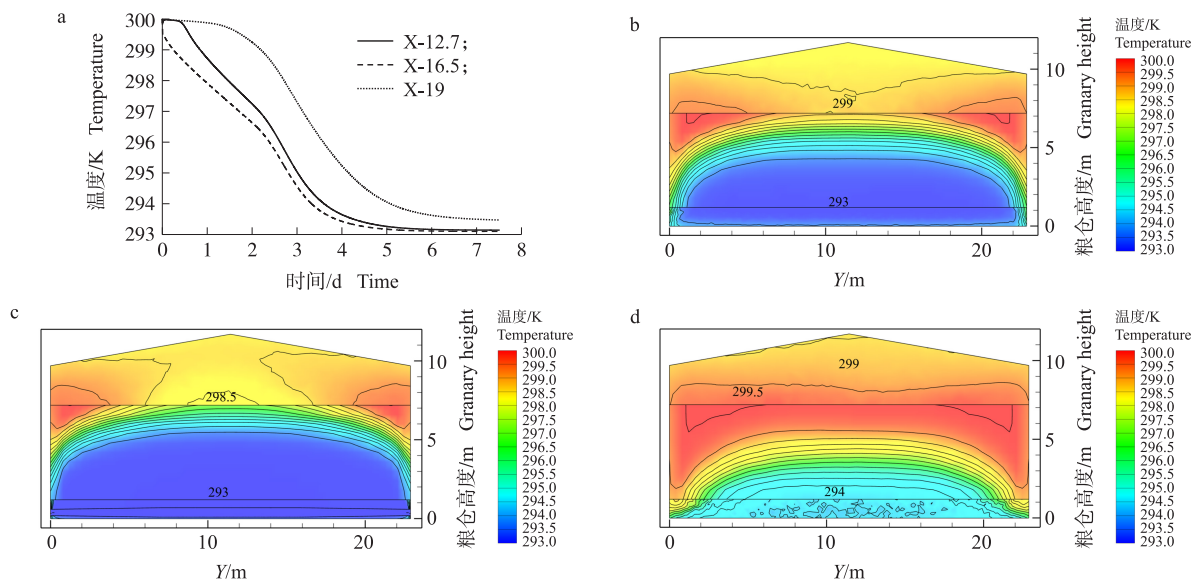 a
温度/K Temperature
300
299
298
297
296
295
294
293
0 1 2 3 4 5 6 7 8
时间/d Time
X-12.7;
X-16.5;
X-19
b
299
293
0 10 20
Y/m
10
5
0
粮仓高度/m Granary height
温度/K
Temperature
300.0
299.5
299.0
298.5
298.0
297.5
297.0
296.5
296.0
295.5
295.0
294.5
294.0
293.5
293.0
c
298.5
293
0 10 20
Y/m
10
5
0
粮仓高度/m Granary height
温度/K
Temperature
300.0
299.5
299.0
298.5
298.0
297.5
297.0
296.5
296.0
295.5
295.0
294.5
294.0
293.5
293.0
d
299
299.5
294
0 10 20
Y/m
10
5
0
粮仓高度/m Granary height
温度/K
Temperature
300.0
299.5
299.0
298.5
298.0
297.5
297.0
296.5
296.0
295.5
295.0
294.5
294.0
293.5
293.0